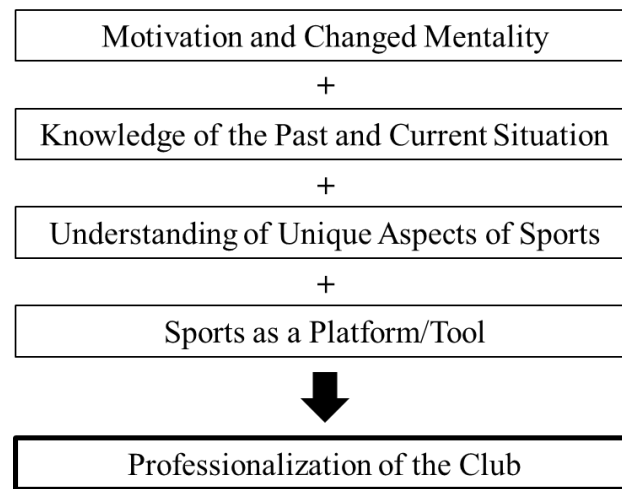 Motivation and Changed Mentality
+
Knowledge of the Past and Current Situation
+
Understanding of Unique Aspects of Sports
+
Sports as a Platform/Tool
Professionalization of the Club